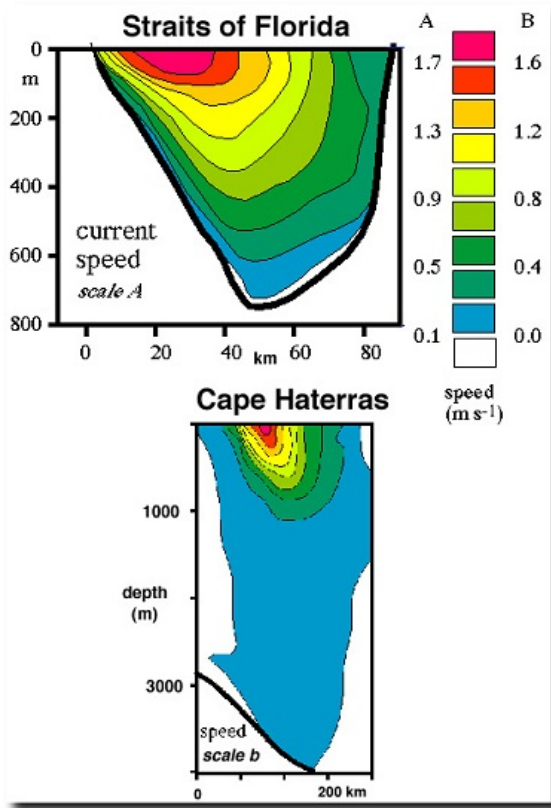 Straits of Florida
A B
0
m
200
400
600
800
current
speed
scale A
0 20 40 km 60 80
1.7 1.6
1.3 1.2
0.9 0.8
0.5 0.4
0.1 0.0
speed
(m s-1)
Cape Haterras
1000
depth
(m)
3000
speed
scale b
0 200 km